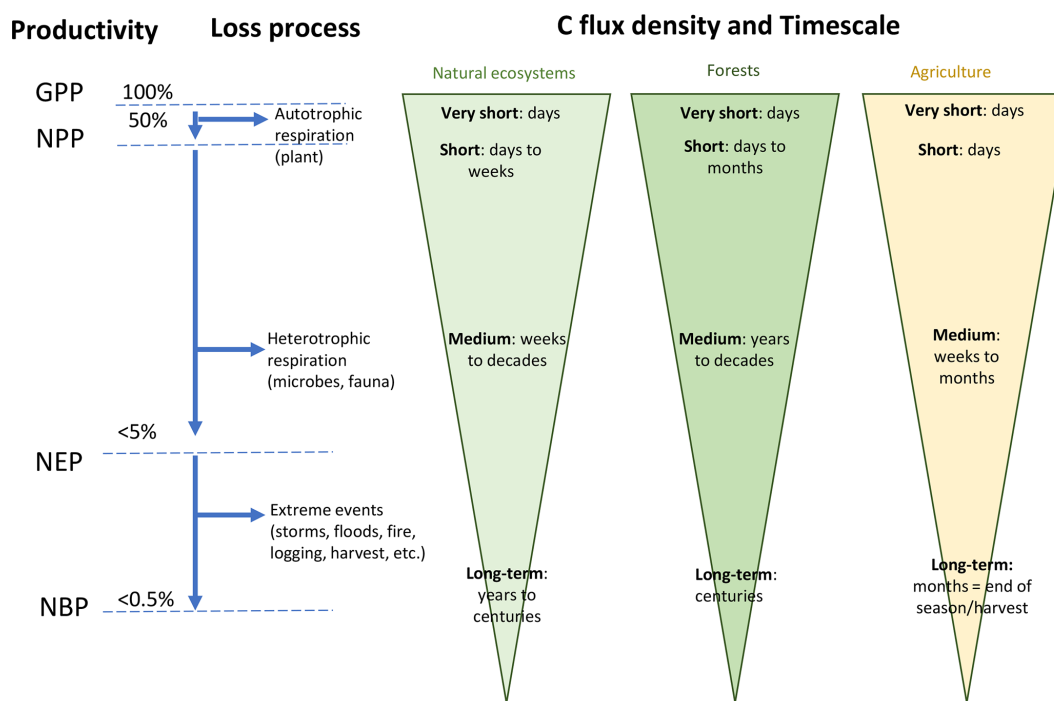 Productivity
Loss process
C flux density and Timescale
GPP
100%
50%
NPP
Autotrophic
respiration
(plant)
Heterotrophic
respiration
(microbes, fauna)
<5%
NEP
Extreme events
(storms, floods, fire,
logging, harvest, etc.)
NBP
<0.5%
Natural ecosystems
Very short: days
Short: days to
weeks
Medium: weeks
to decades
Long-term:
years to
centuries
Forests
Very short: days
Short: days to
months
Medium: years
to decades
Long-term:
centuries
Agriculture
Very short: days
Short: days
Medium:
weeks to
months
Long-term:
months = end of
season/harvest